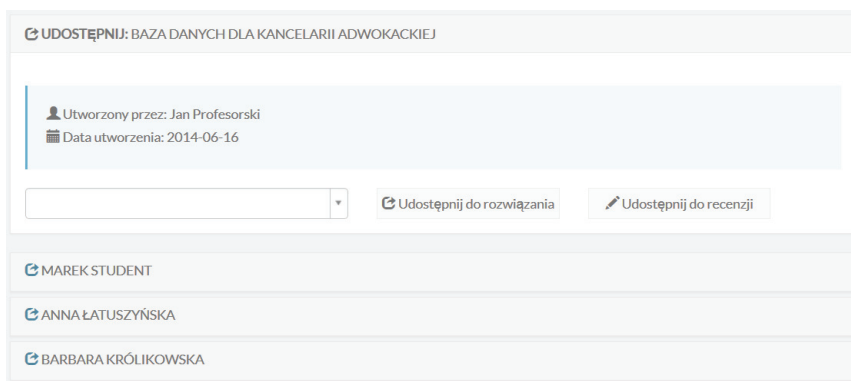 UDOSTĘPNIJ: BAZA DANYCH DLA KANCELARII ADWOKACKIEJ
Utworzony przez: Jan Profesorski
Data utworzenia: 2014-06-16
Udostępnij do rozwiązania Udostępnij do recenzji
MAREK STUDENT
ANNA ŁATUSZYŃSKA
BARBARA KRÓLIKOWSKA